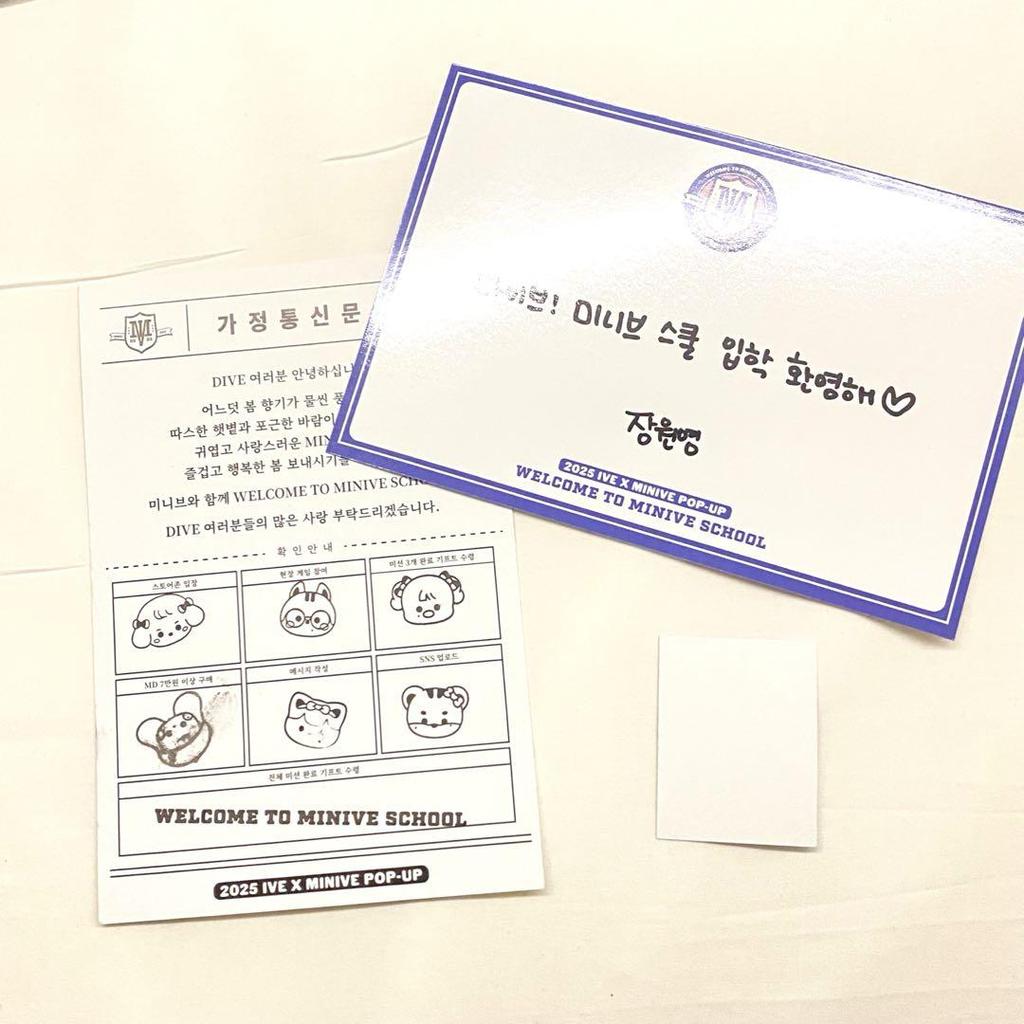 가정통신문
DIVE 여러분 안녕하십니
어느덧 봄 향기가 물씬
따스한 햇볕과 포근한 바람이
귀엽고 사랑스러운 MIN
즐겁고 행복한 봄 보내시기를
미니브와 함께 WELCOME TO MINIVE SCH
DIVE 여러분들의 많은 사랑 부탁드리겠습니다.
확인안내
스토어존 입장
현장 게임 참여
미션 3개 완료 기프트 수령
MD 7만원 이상 구매
메시지 작성
SNS 업로드
전체 미션 완료 기프트 수령
WELCOME TO MINIVE SCHOOL
2025 IVE X MINIVE POP-UP
다이브! 미니브 스쿨 입학 환영해♡
장원영
2025 IVE X MINIVE POP-UP
WELCOME TO MINIVE SCHOOL